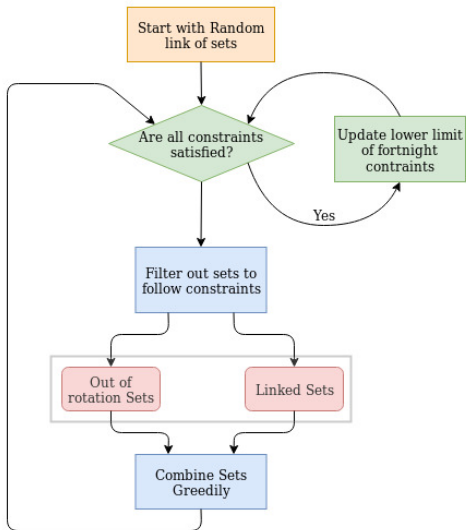 Start with Random
link of sets
Are all constraints
satisfied?
Update lower limit
of fortnight
contraints
Yes
Filter out sets to
follow constraints
Out of
rotation Sets
Linked Sets
Combine Sets
Greedily